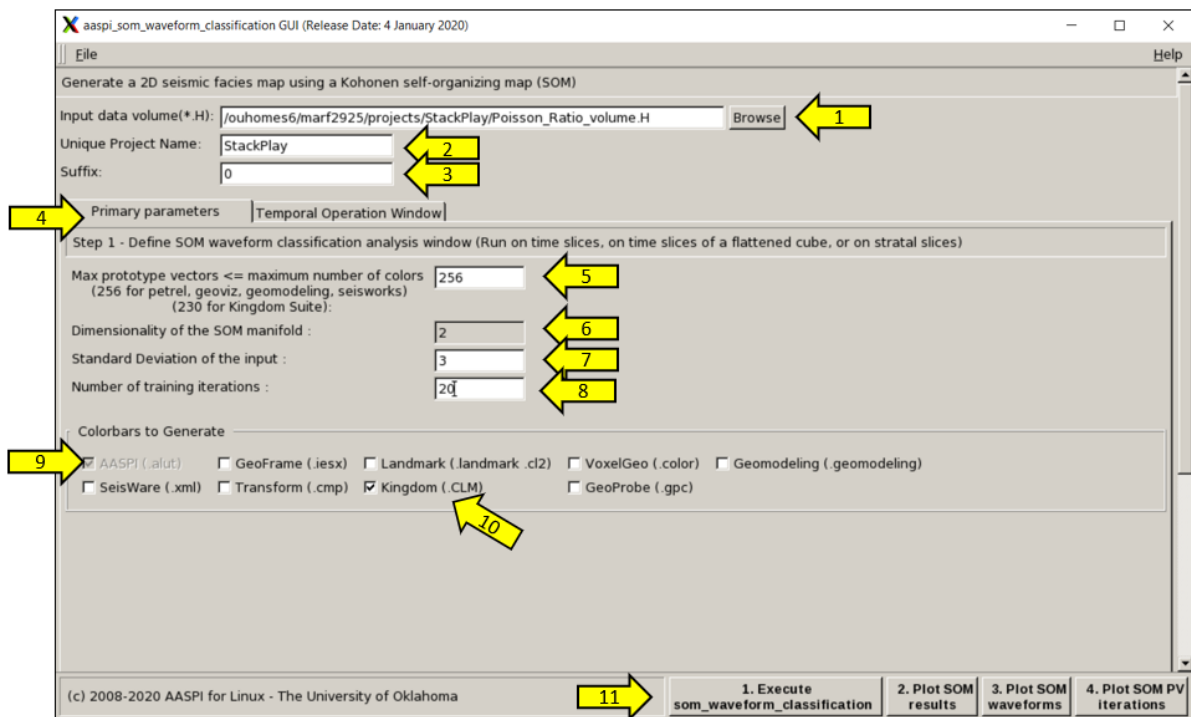 aaspi_som_waveform_classification GUI (Release Date: 4 January 2020)
File Help
Generate a 2D seismic facies map using a Kohonen self-organizing map (SOM)
Input data volume(*.H): /ouhomes6/marf2925/projects/StackPlay/Poisson_Ratio_volume.H Browse 1
Unique Project Name: StackPlay 2
Suffix: 0 3
4 Primary parameters Temporal Operation Window
Step 1 - Define SOM waveform classification analysis window (Run on time slices, on time slices of a flattened cube, or on stratal slices)
Max prototype vectors <= maximum number of colors 256 5
(256 for petrel, geoviz, geomodeling, seisworks)
(230 for Kingdom Suite):
Dimensionality of the SOM manifold : 2 6
Standard Deviation of the input : 3 7
Number of training iterations : 20 8
Colorbars to Generate
9 AASPI (.alut) GeoFrame (.iesx) Landmark (.landmark .cl2) VoxelGeo (.color) Geomodeling (.geomodeling)
SeisWare (.xml) Transform (.cmp) Kingdom (.CLM) GeoProbe (.gpc)
10
(c) 2008-2020 AASPI for Linux - The University of Oklahoma 11
1. Execute
som_waveform_classification
2. Plot SOM
results
3. Plot SOM
waveforms
4. Plot SOM PV
iterations